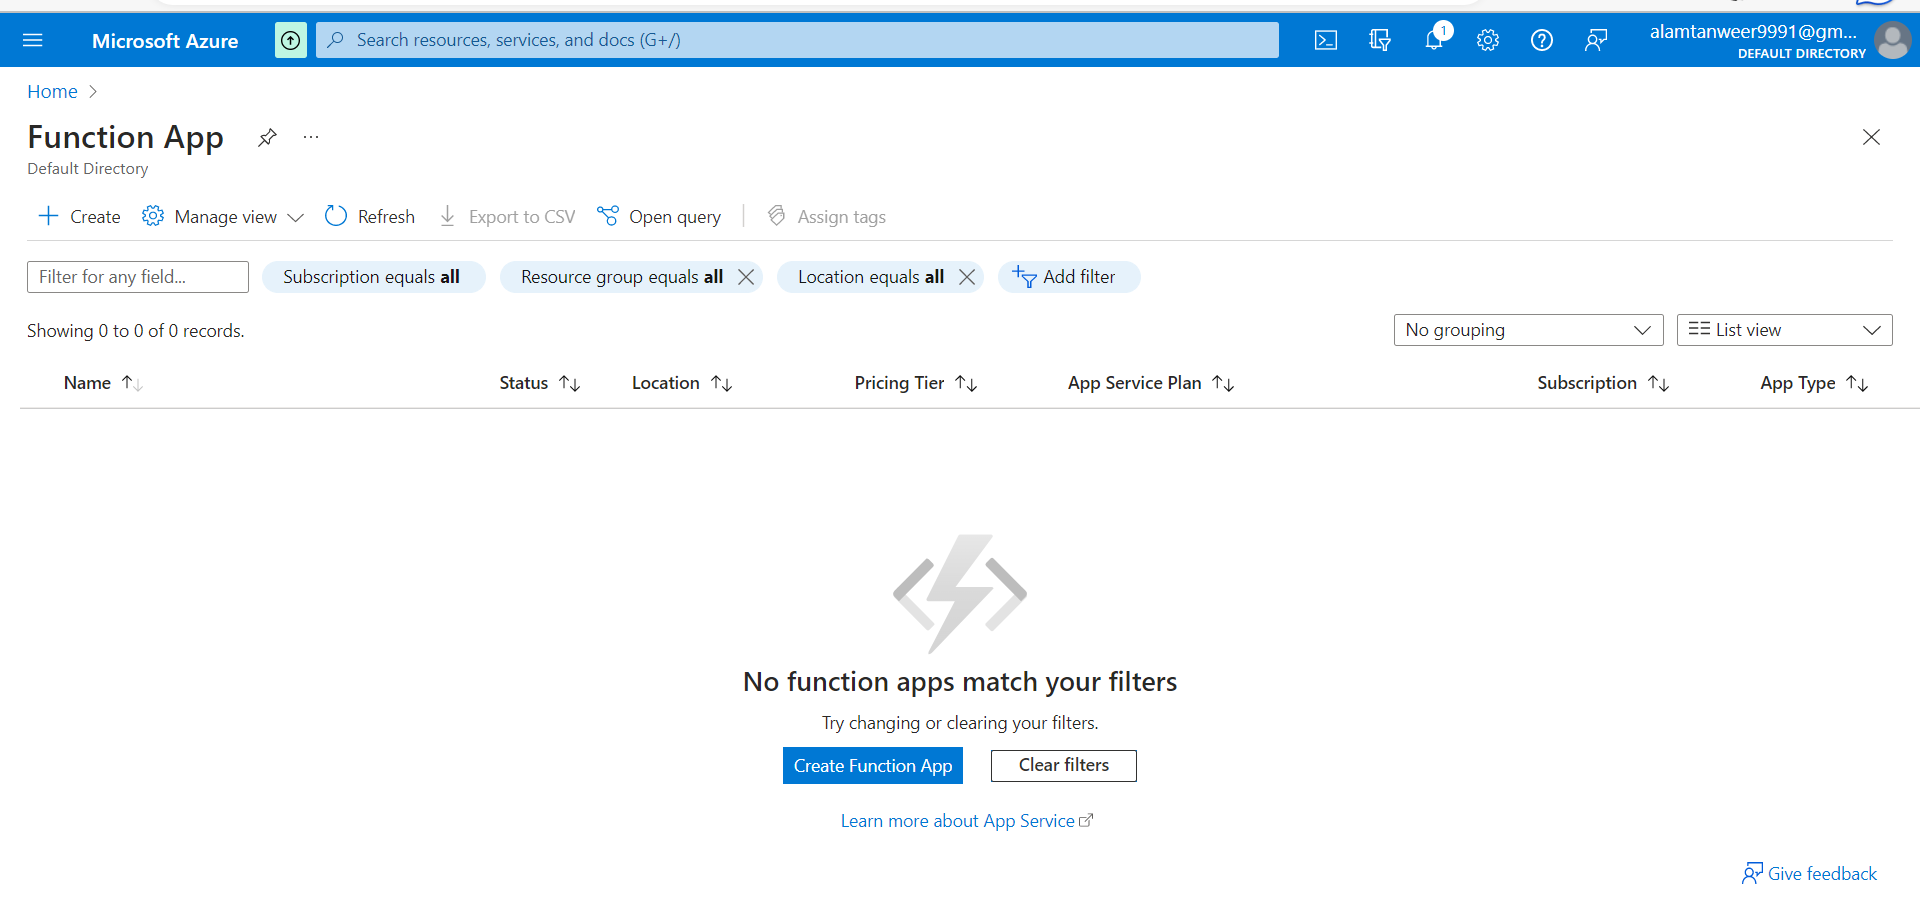 Microsoft Azure
Search resources, services, and docs (G+/)
1
alamtanweer9991@gm...
DEFAULT DIRECTORY
Home
Function App
...
Default Directory
Create
Manage view
Refresh
Export to CSV
Open query
Assign tags
Filter for any field...
Subscription equals all
Resource group equals all
Location equals all
Add filter
Showing 0 to 0 of 0 records.
No grouping
List view
Name
Status
Location
Pricing Tier
App Service Plan
Subscription
App Type
No function apps match your filters
Try changing or clearing your filters.
Create Function App
Clear filters
Learn more about App Service
Give feedback